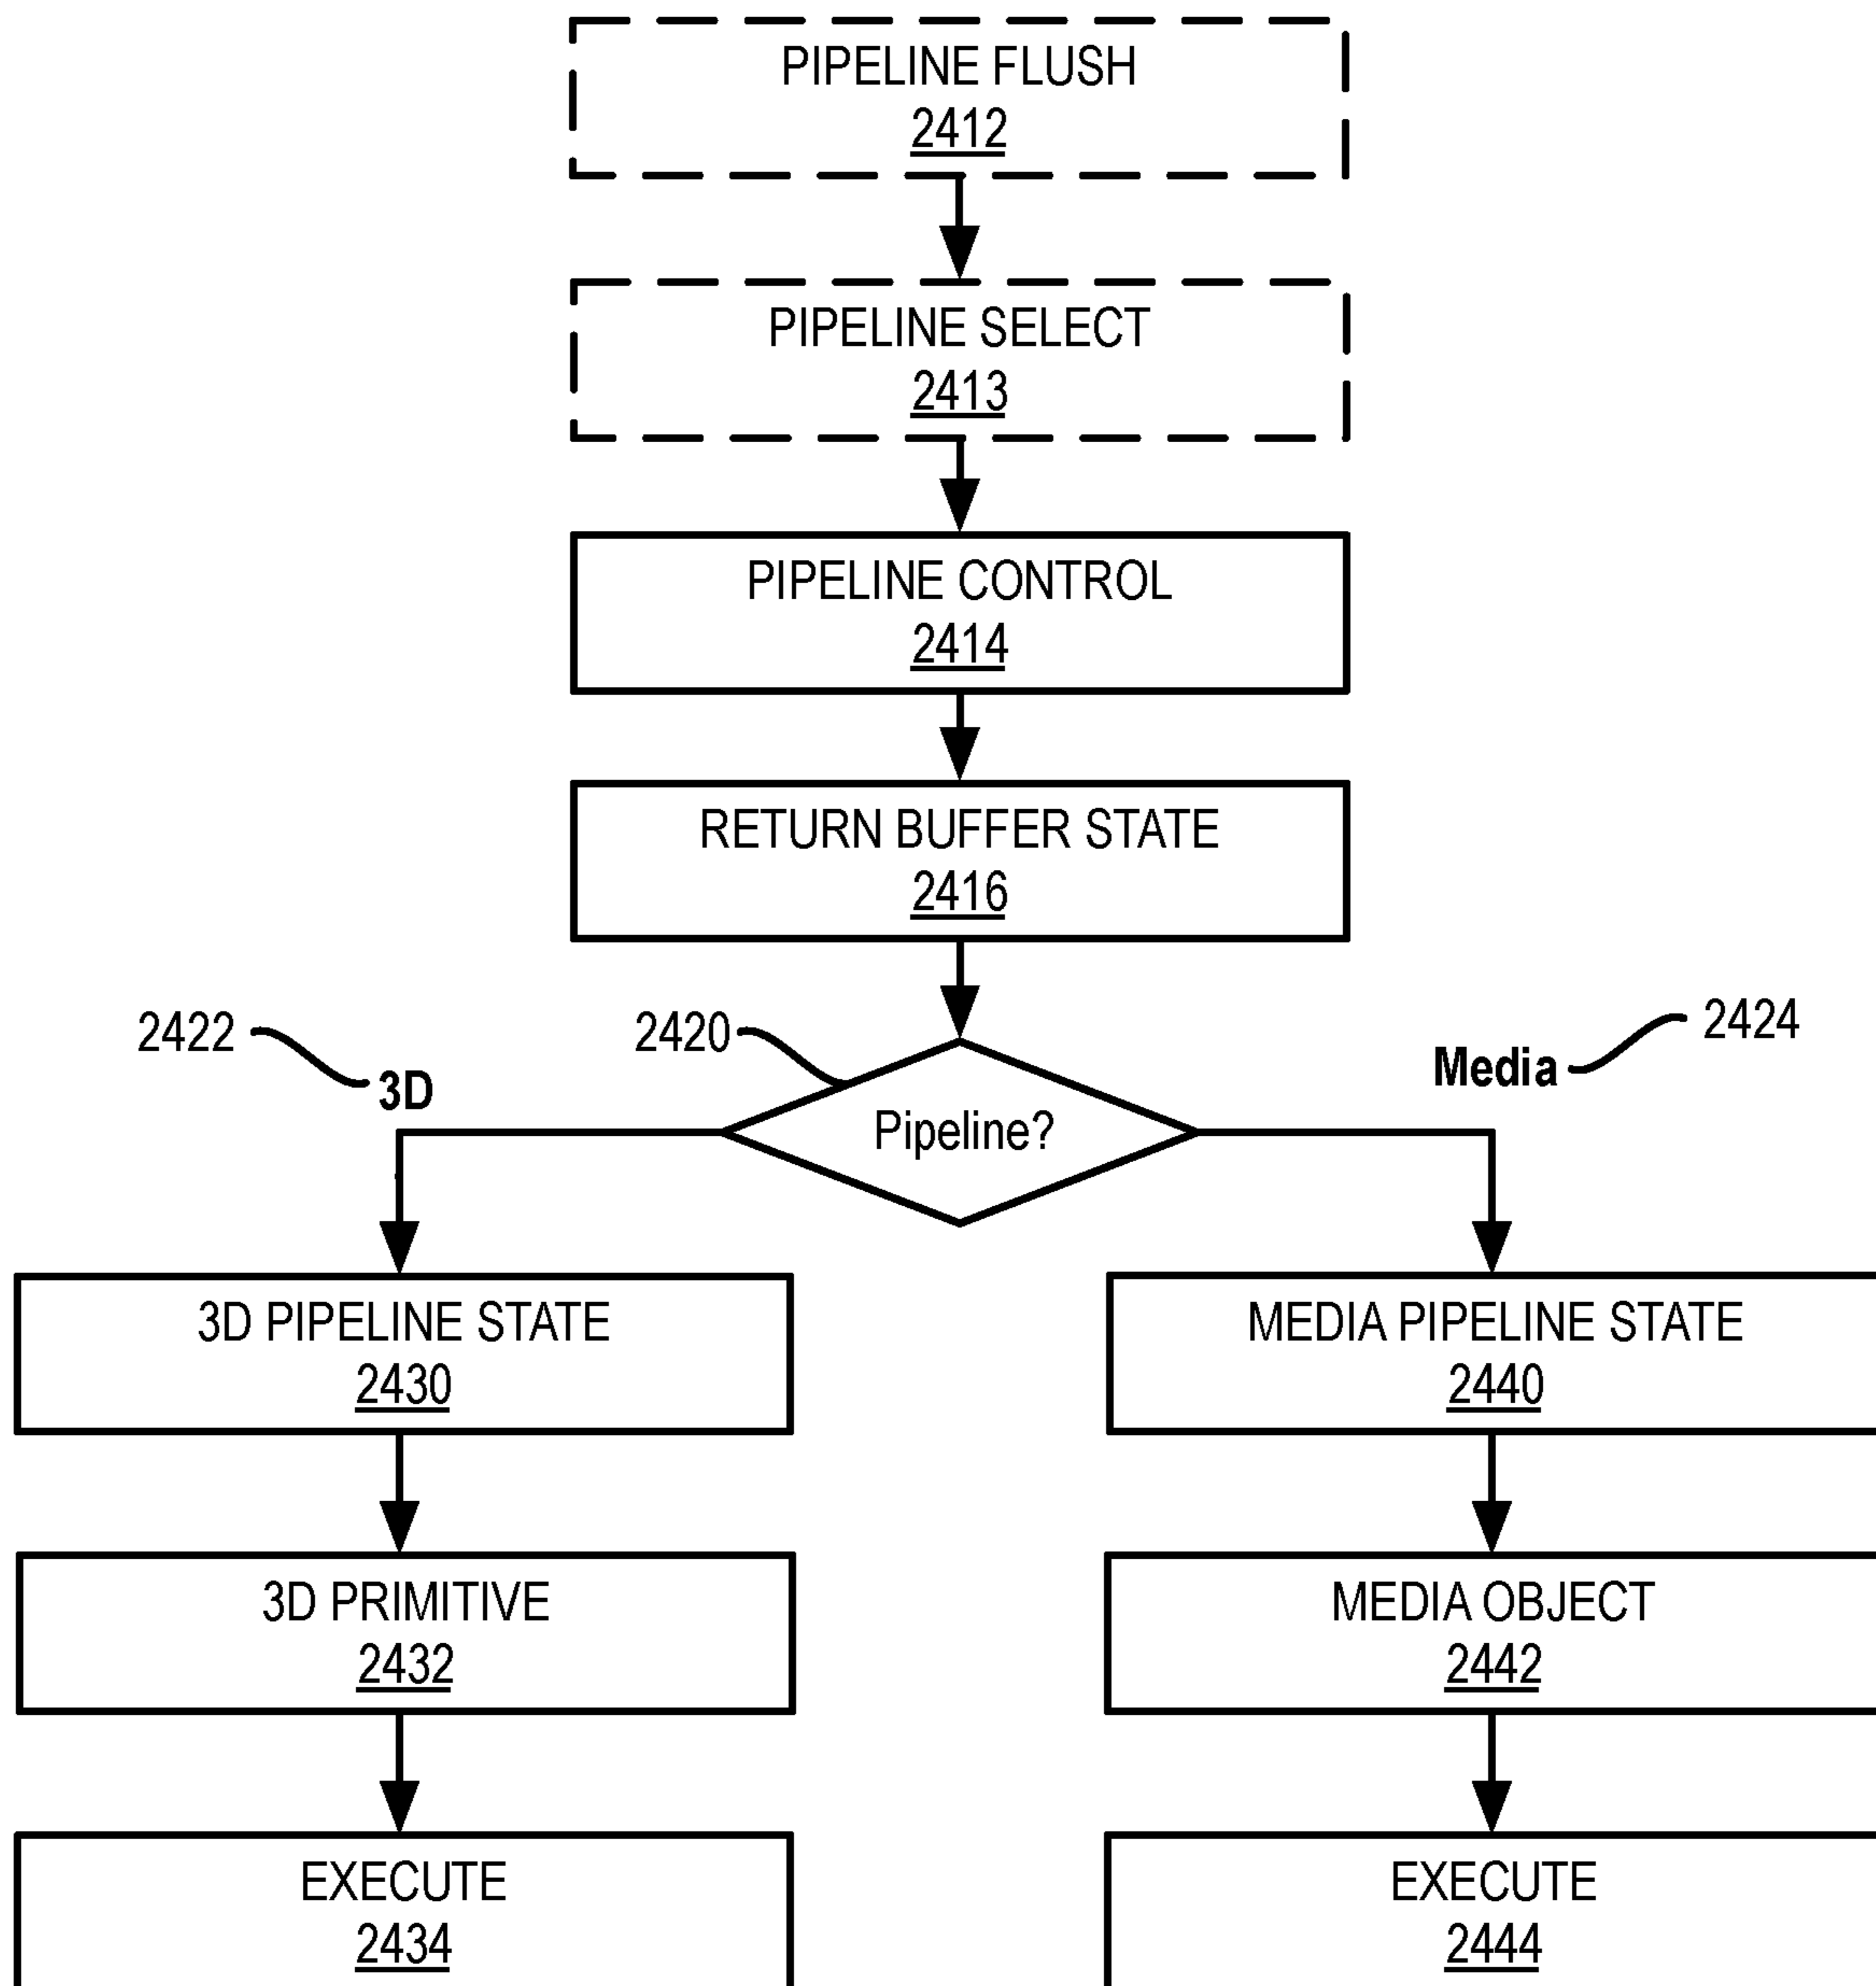 PIPELINE FLUSH
2412
PIPELINE SELECT
2413
PIPELINE CONTROL
2414
RETURN BUFFER STATE
2416
2422
2420
2424
3D
Media
Pipeline?
3D PIPELINE STATE
2430
MEDIA PIPELINE STATE
2440
3D PRIMITIVE
2432
MEDIA OBJECT
2442
EXECUTE
2434
EXECUTE
2444